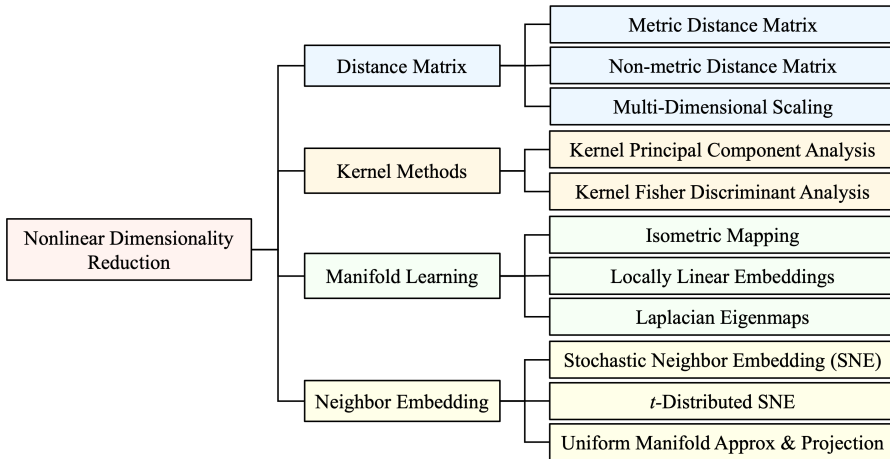 Nonlinear Dimensionality
Reduction
Distance Matrix
Metric Distance Matrix
Non-metric Distance Matrix
Multi-Dimensional Scaling
Kernel Methods
Kernel Principal Component Analysis
Kernel Fisher Discriminant Analysis
Manifold Learning
Isometric Mapping
Locally Linear Embeddings
Laplacian Eigenmaps
Neighbor Embedding
Stochastic Neighbor Embedding (SNE)
t-Distributed SNE
Uniform Manifold Approx & Projection